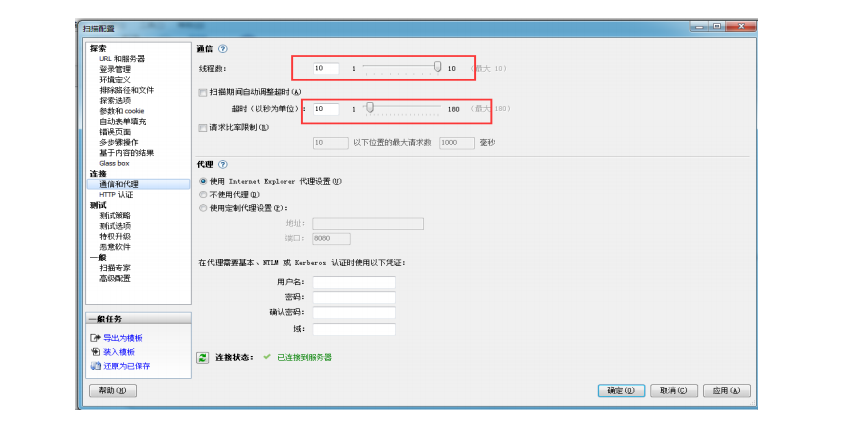 扫描配置
探索
URL 和服务器
登录管理
环境定义
排除路径和文件
探索选项
参数和 cookie
自动表单填充
错误页面
多步骤操作
基于内容的结果
Glass box
连接
通信和代理
HTTP 认证
测试
测试策略
测试选项
特权升级
恶意软件
一般
扫描专家
高级配置
一般任务
导出为模板
装入模板
还原为已保存
通信
线程数: 10 1 10 (最大 10)
扫描期间自动调整超时(A)
超时(以秒为单位): 10 1 180 (最大 180)
请求比率限制(R)
10 以下位置的最大请求数 1000 毫秒
代理
使用 Internet Explorer 代理设置(U)
不使用代理(D)
使用定制代理设置(P):
地址:
端口: 8080
在代理需要基本、NTLM 或 Kerberos 认证时使用以下凭证:
用户名:
密码:
确认密码:
域:
连接状态: 已连接到服务器
帮助(H) 确定(O) 取消(C) 应用(A)